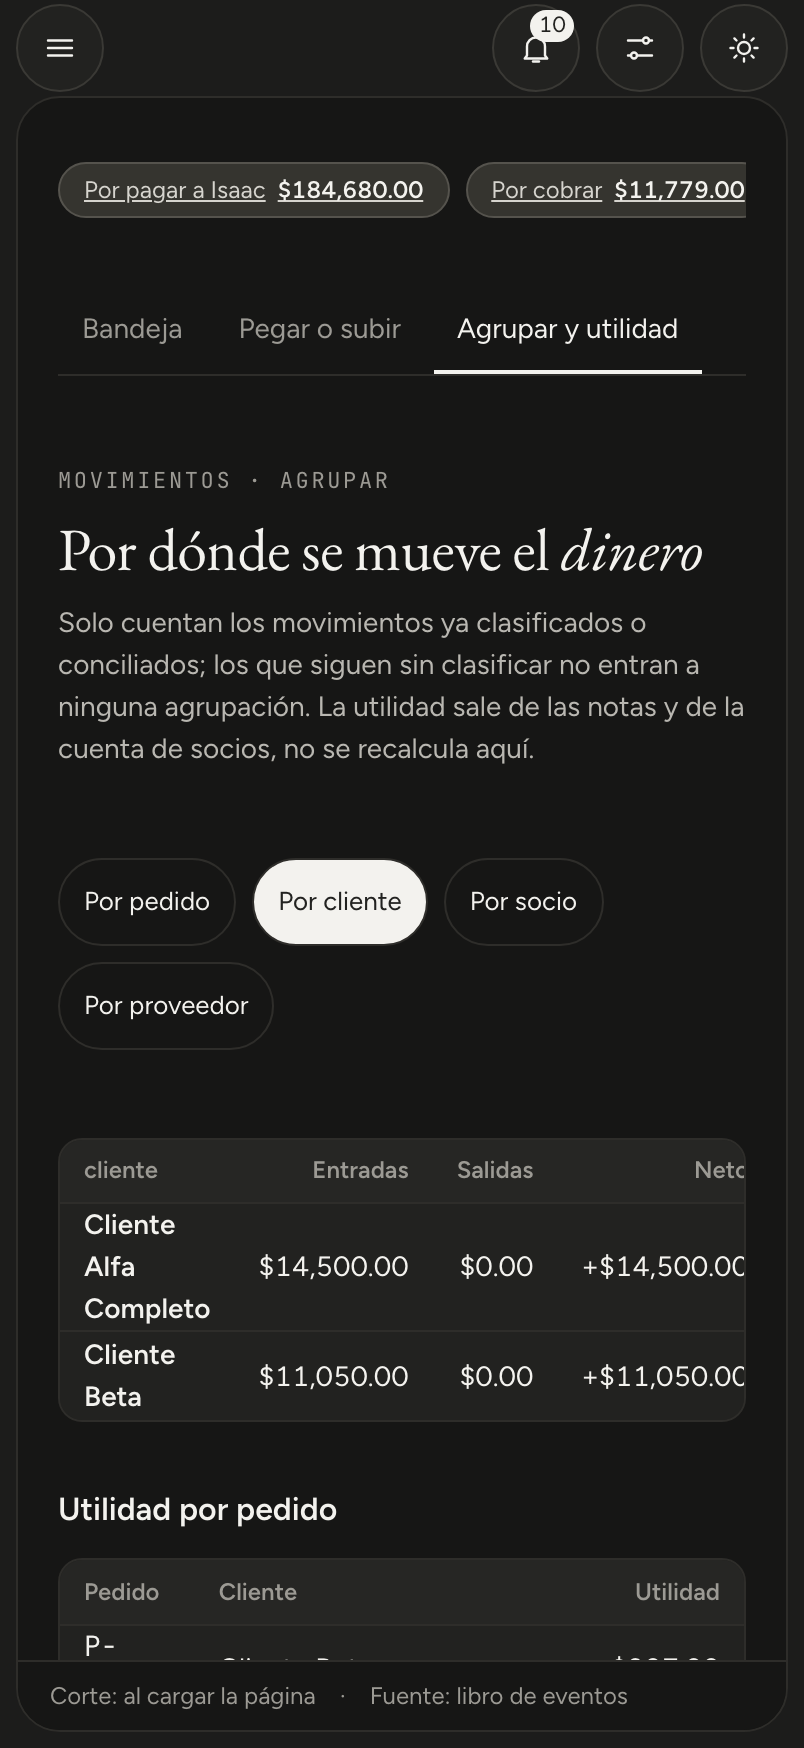 10
Por pagar a Isaac $184,680.00 Por cobrar $11,779.00
Bandeja Pegar o subir Agrupar y utilidad
MOVIMIENTOS · AGRUPAR
Por dónde se mueve el dinero
Solo cuentan los movimientos ya clasificados o
conciliados; los que siguen sin clasificar no entran a
ninguna agrupación. La utilidad sale de las notas y de la
cuenta de socios, no se recalcula aquí.
Por pedido Por cliente Por socio
Por proveedor
cliente Entradas Salidas Neto
Cliente
Alfa $14,500.00 $0.00 +$14,500.00
Completo
Cliente
$11,050.00 $0.00 +$11,050.00
Beta
Utilidad por pedido
Pedido Cliente Utilidad
P-
Corte: al cargar la página · Fuente: libro de eventos